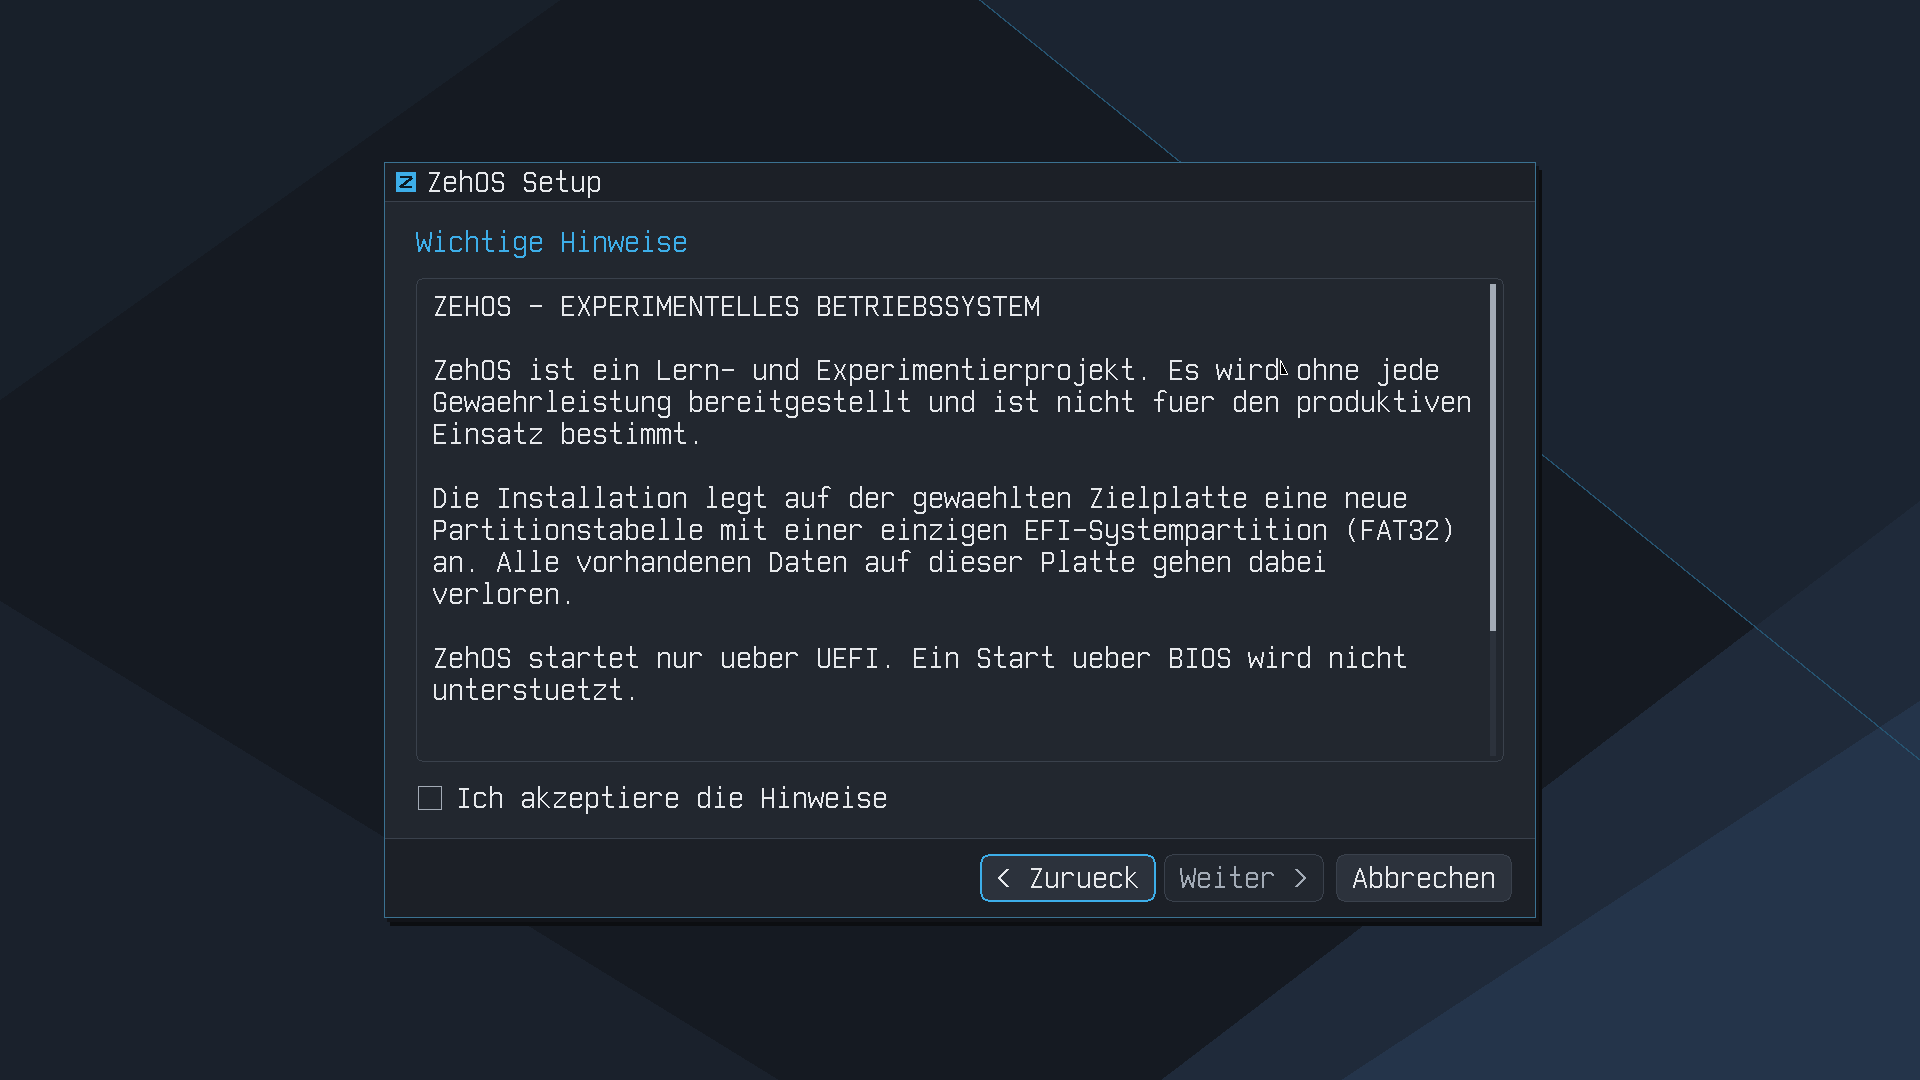 Z ZehOS Setup
Wichtige Hinweise
ZEHOS - EXPERIMENTELLES BETRIEBSSYSTEM
ZehOS ist ein Lern- und Experimentierprojekt. Es wird ohne jede
Gewaehrleistung bereitgestellt und ist nicht fuer den produktiven
Einsatz bestimmt.
Die Installation legt auf der gewaehlten Zielplatte eine neue
Partitionstabelle mit einer einzigen EFI-Systempartition (FAT32)
an. Alle vorhandenen Daten auf dieser Platte gehen dabei
verloren.
ZehOS startet nur ueber UEFI. Ein Start ueber BIOS wird nicht
unterstuetzt.
Ich akzeptiere die Hinweise
< Zurueck Weiter > Abbrechen